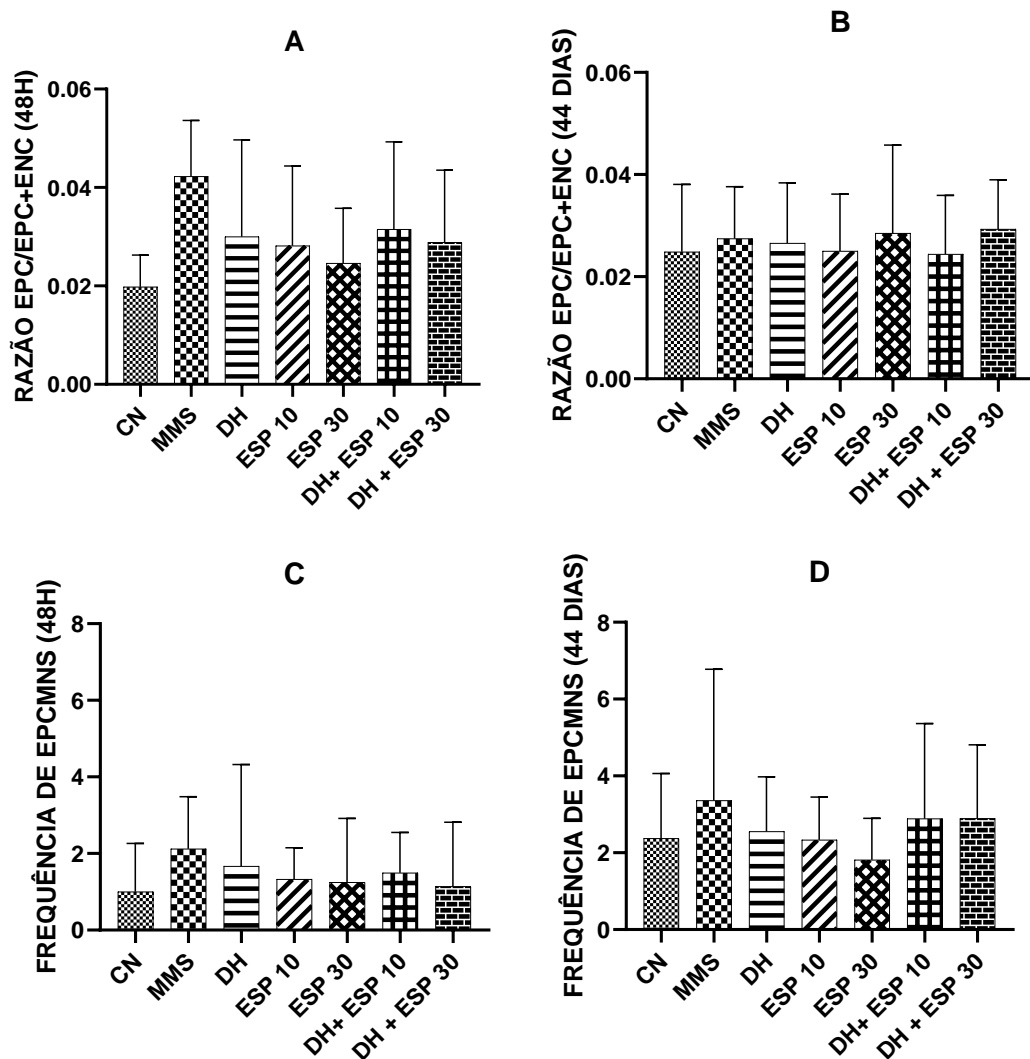 A
RAZÃO EPC/EPC+ENC (48H)
0.06
0.04
0.02
0.00
CN
MMS
DH
ESP 10
ESP 30
DH+ ESP 10
DH + ESP 30
B
RAZÃO EPC/EPC+ENC (44 DIAS)
0.06
0.04
0.02
0.00
CN
MMS
DH
ESP 10
ESP 30
DH+ ESP 10
DH + ESP 30
C
FREQUÊNCIA DE EPCMNS (48H)
8
6
4
2
0
CN
MMS
DH
ESP 10
ESP 30
DH+ ESP 10
DH + ESP 30
D
FREQUÊNCIA DE EPCMNS (44 DIAS)
8
6
4
2
0
CN
MMS
DH
ESP 10
ESP 30
DH+ ESP 10
DH + ESP 30